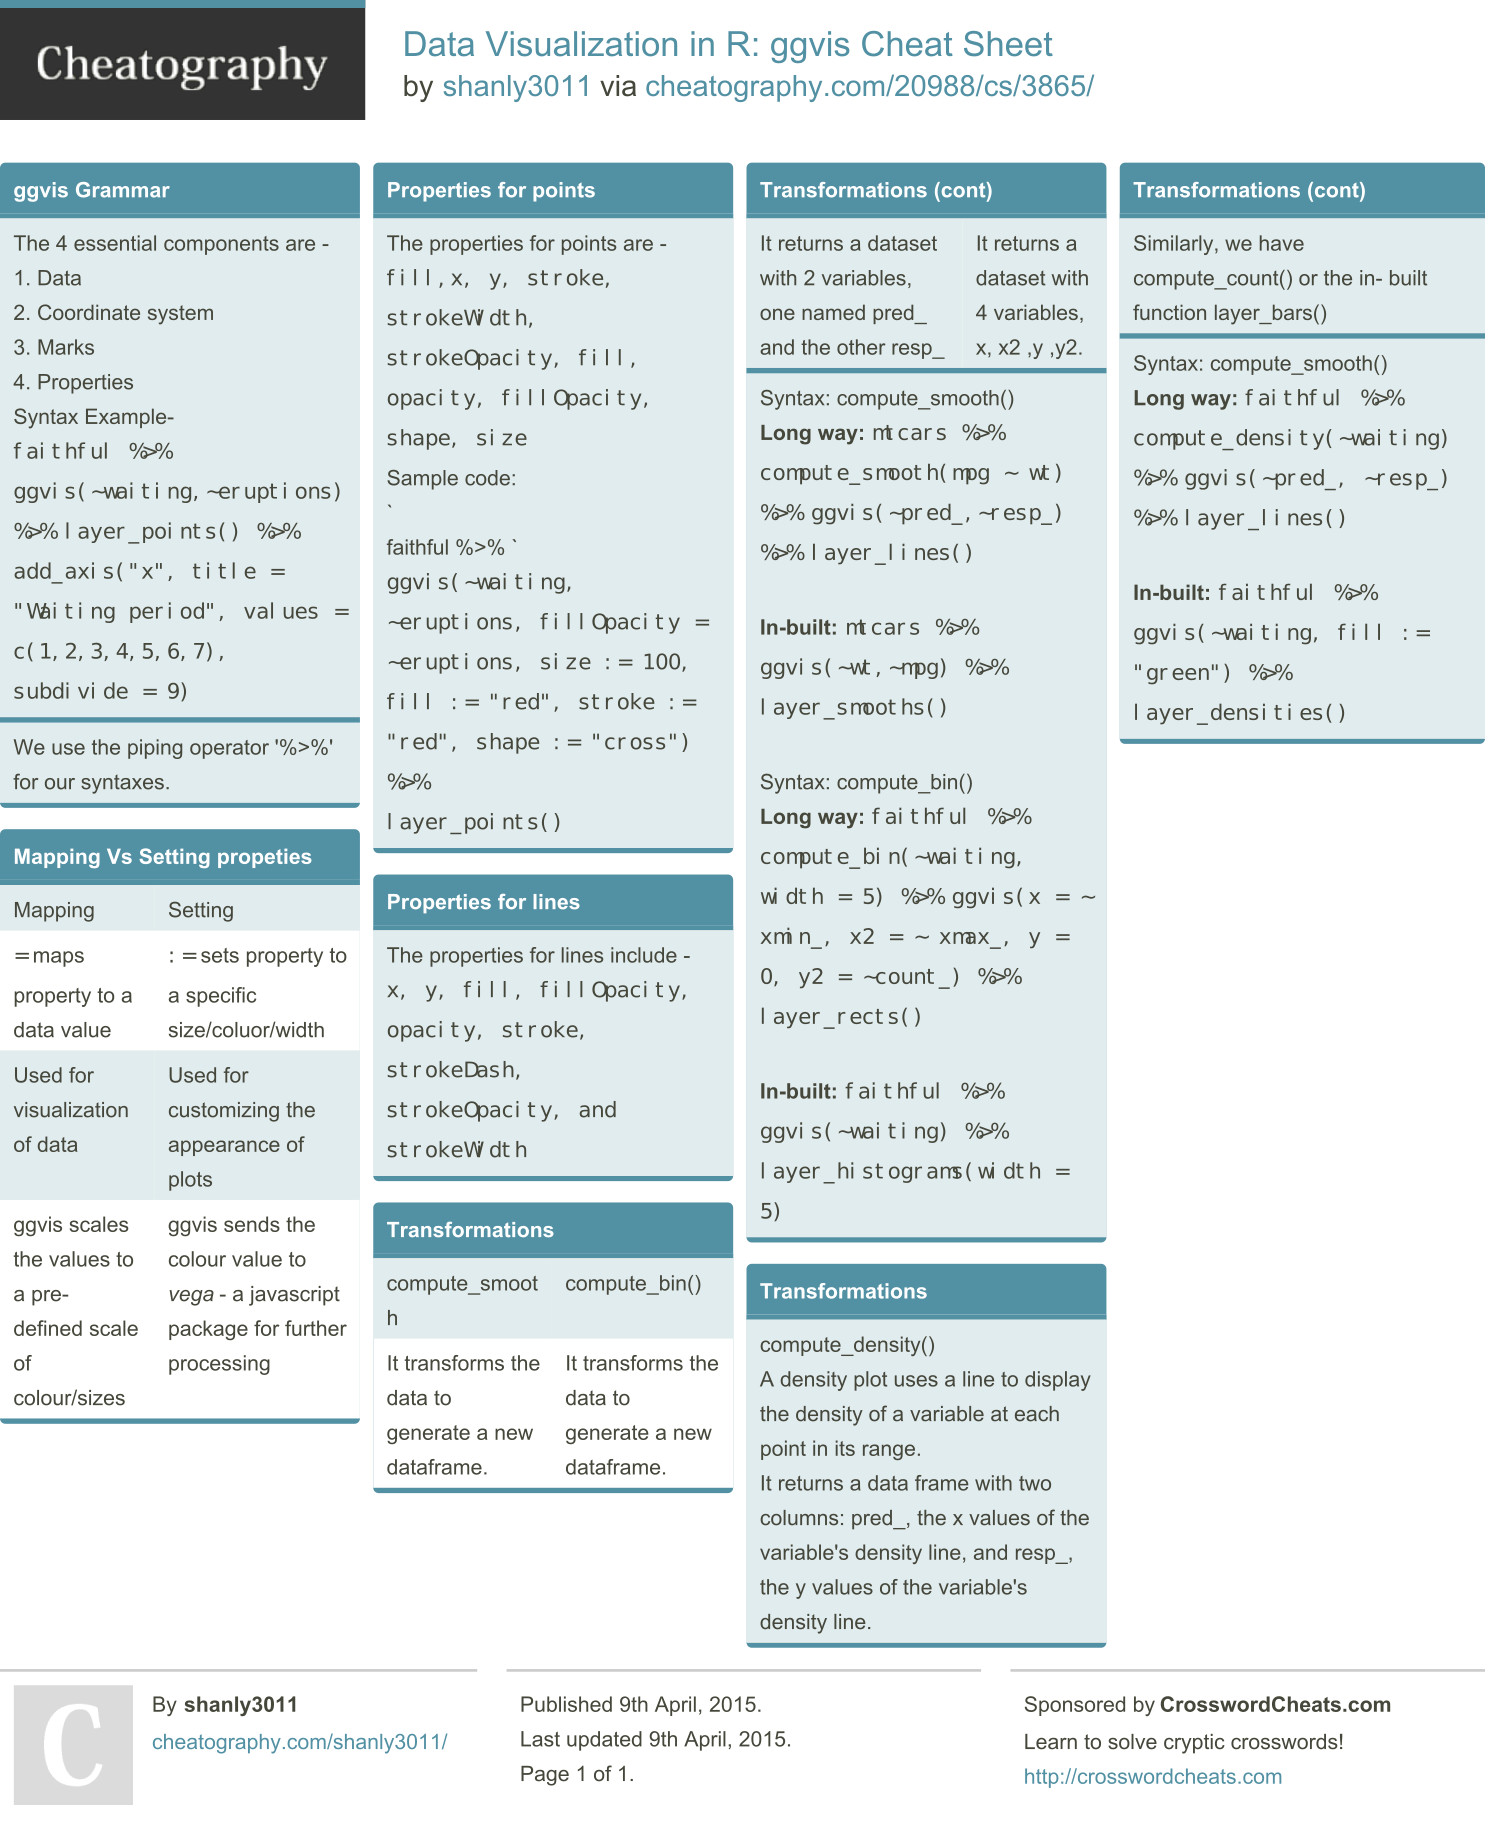 Cheatography
Data Visualization in R: ggvis Cheat Sheet
by shanly3011 via cheatography.com/20988/cs/3865/
ggvis Grammar
The 4 essential components are -
1. Data
2. Coordinate system
3. Marks
4. Properties
Syntax Example-
faithful %>%
ggvis(~waiting,~eruptions)
%>% layer_points() %>%
add_axis("x", title =
"Waiting period", values =
c(1,2,3,4,5,6,7),
subdivide = 9)
We use the piping operator '%>%'
for our syntaxes.
Mapping Vs Setting propeties
Mapping
Setting
= maps
property to a
data value
:= sets property to
a specific
size/coluor/width
Used for
visualization
of data
Used for
customizing the
appearance of
plots
ggvis scales
the values to
a pre-
defined scale
of
colour/sizes
ggvis sends the
colour value to
vega - a javascript
package for further
processing
Properties for points
The properties for points are -
fill,x, y, stroke,
strokeWidth,
strokeOpacity, fill,
opacity, fillOpacity,
shape, size
Sample code:
`
faithful %>% `
ggvis(~waiting,
~eruptions, fillOpacity =
~eruptions, size := 100,
fill := "red", stroke :=
"red", shape := "cross")
%>%
layer_points()
Properties for lines
The properties for lines include -
x, y, fill, fillOpacity,
opacity, stroke,
strokeDash,
strokeOpacity, and
strokeWidth
Transformations
compute_smoot
h
compute_bin()
It transforms the
data to
generate a new
dataframe.
It transforms the
data to
generate a new
dataframe.
Transformations (cont)
It returns a dataset
with 2 variables,
one named pred_
and the other resp_
It returns a
dataset with
4 variables,
x, x2 ,y ,y2.
Syntax: compute_smooth()
Long way: mtcars %>%
compute_smooth(mpg ~ wt)
%>% ggvis(~pred_,~resp_)
%>% layer_lines()
In-built: mtcars %>%
ggvis(~wt,~mpg) %>%
layer_smooths()
Syntax: compute_bin()
Long way: faithful %>%
compute_bin(~waiting,
width = 5) %>% ggvis(x = ~
xmin_, x2 = ~ xmax_, y =
0, y2 = ~count_) %>%
layer_rects()
In-built: faithful %>%
ggvis(~waiting) %>%
layer_histograms(width =
5)
Transformations
compute_density()
A density plot uses a line to display
the density of a variable at each
point in its range.
It returns a data frame with two
columns: pred_, the x values of the
variable's density line, and resp_,
the y values of the variable's
density line.
Transformations (cont)
Similarly, we have
compute_count() or the in- built
function layer_bars()
Syntax: compute_smooth()
Long way: faithful %>%
compute_density(~waiting)
%>% ggvis(~pred_, ~resp_)
%>% layer_lines()
In-built: faithful %>%
ggvis(~waiting, fill :=
"green") %>%
layer_densities()
C
By shanly3011
cheatography.com/shanly3011/
Published 9th April, 2015.
Last updated 9th April, 2015.
Page 1 of 1.
Sponsored by CrosswordCheats.com
Learn to solve cryptic crosswords!
http://crosswordcheats.com